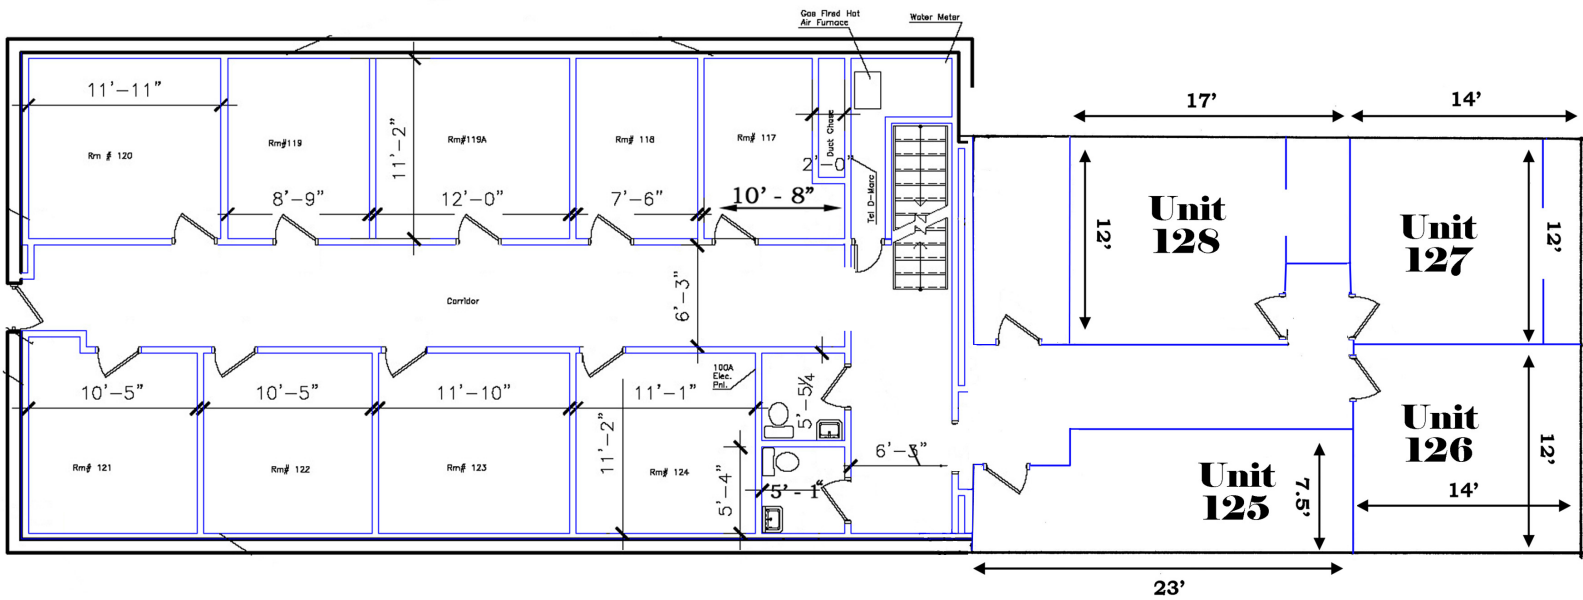 Gas Fired Hot
Air Furnace
Water Meter
17'
14'
11'-11"
Rm # 120
Rm#119
8'-9"
11'-2"
Rm#119A
12'-0"
Rm# 118
7'-6"
Rm# 117
10' - 8"
Duct Chase
2'-0"
Tel D-Marc
12'
Unit
128
Unit
127
12'
Corridor
6'-3"
10'-5"
10'-5"
11'-10"
11'-1"
100A
Elec.
Pnl.
5'-5¼
Rm# 121
Rm# 122
Rm# 123
11'-2"
Rm# 124
5'-4"
5' - 1"
Unit
125
7.5'
Unit
126
12'
14'
23'